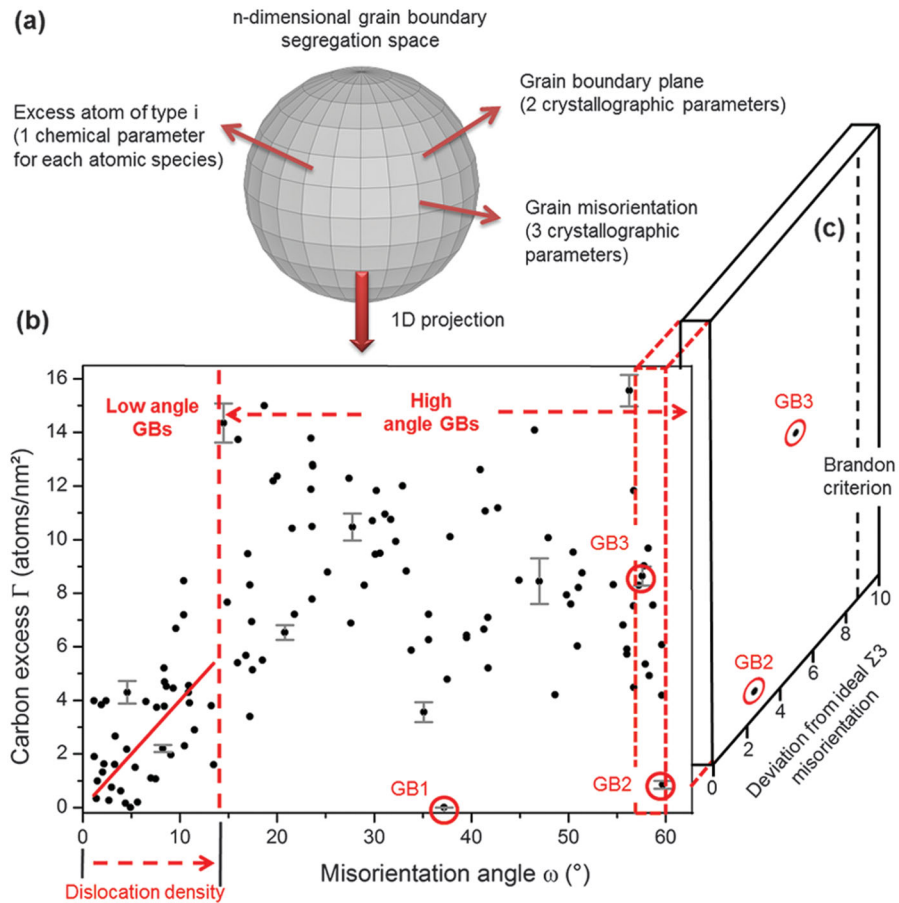 (a)
n-dimensional grain boundary
segregation space
Excess atom of type i
(1 chemical parameter
for each atomic species)
Grain boundary plane
(2 crystallographic parameters)
Grain misorientation
(3 crystallographic
parameters)
1D projection
(b)
Low angle
GBs
High
angle GBs
GB3
GB1
GB2
Carbon excess Γ (atoms/nm²)
16
14
12
10
8
6
4
2
0
0
10
20
30
40
50
60
Misorientation angle ω (°)
Dislocation density
(c)
GB3
Brandon
criterion
GB2
0
2
4
6
8
10
Deviation from ideal Σ3
misorientation